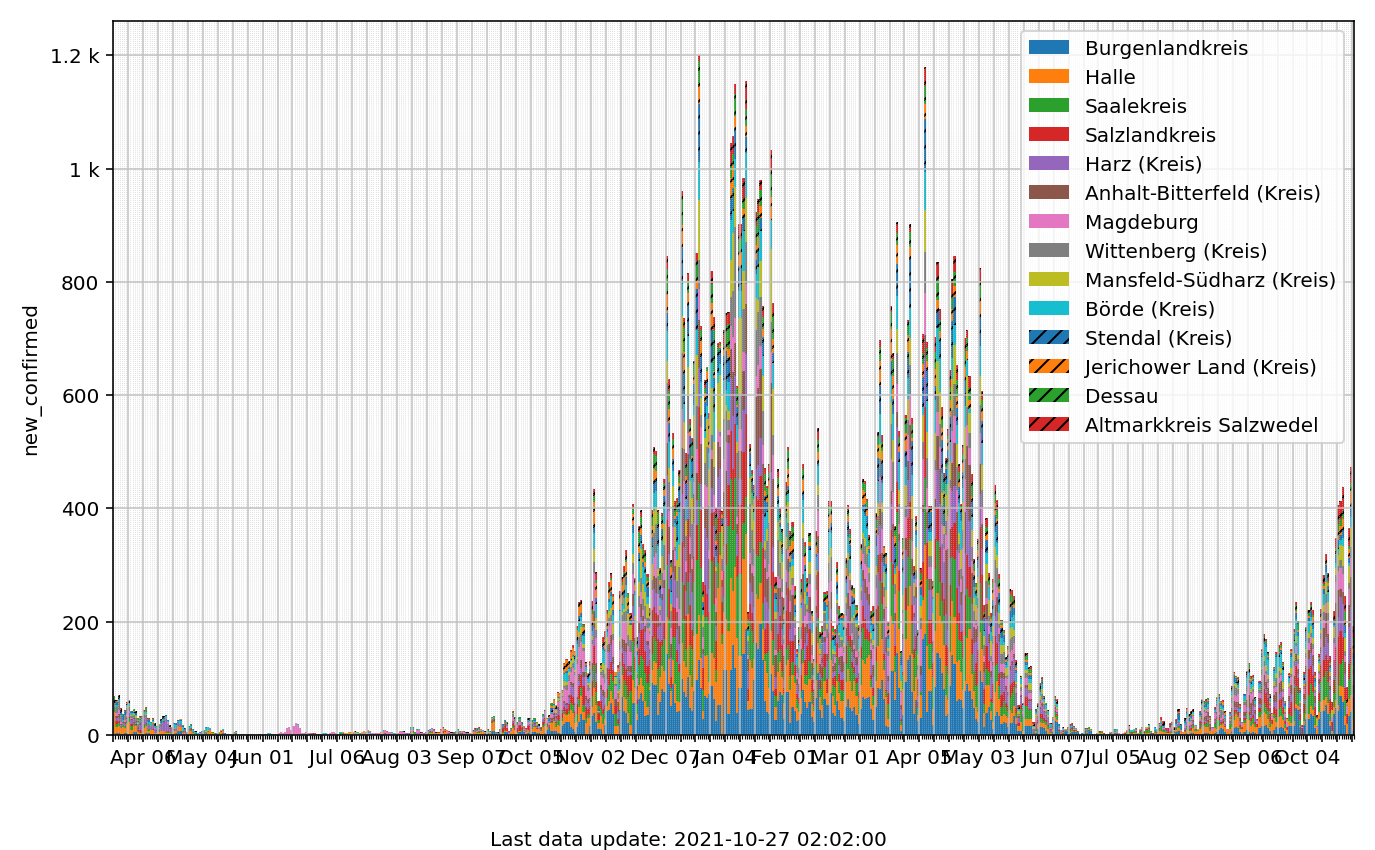 1.2 k
1 k
800
600
400
200
0
new_confirmed
Burgenlandkreis
Halle
Saalekreis
Salzlandkreis
Harz (Kreis)
Anhalt-Bitterfeld (Kreis)
Magdeburg
Wittenberg (Kreis)
Mansfeld-Südharz (Kreis)
Börde (Kreis)
Stendal (Kreis)
Jerichower Land (Kreis)
Dessau
Altmarkkreis Salzwedel
Apr 06 May 04 Jun 01 Jul 06 Aug 03 Sep 07 Oct 05 Nov 02 Dec 07 Jan 04 Feb 01 Mar 01 Apr 05 May 03 Jun 07 Jul 05 Aug 02 Sep 06 Oct 04
Last data update: 2021-10-27 02:02:00